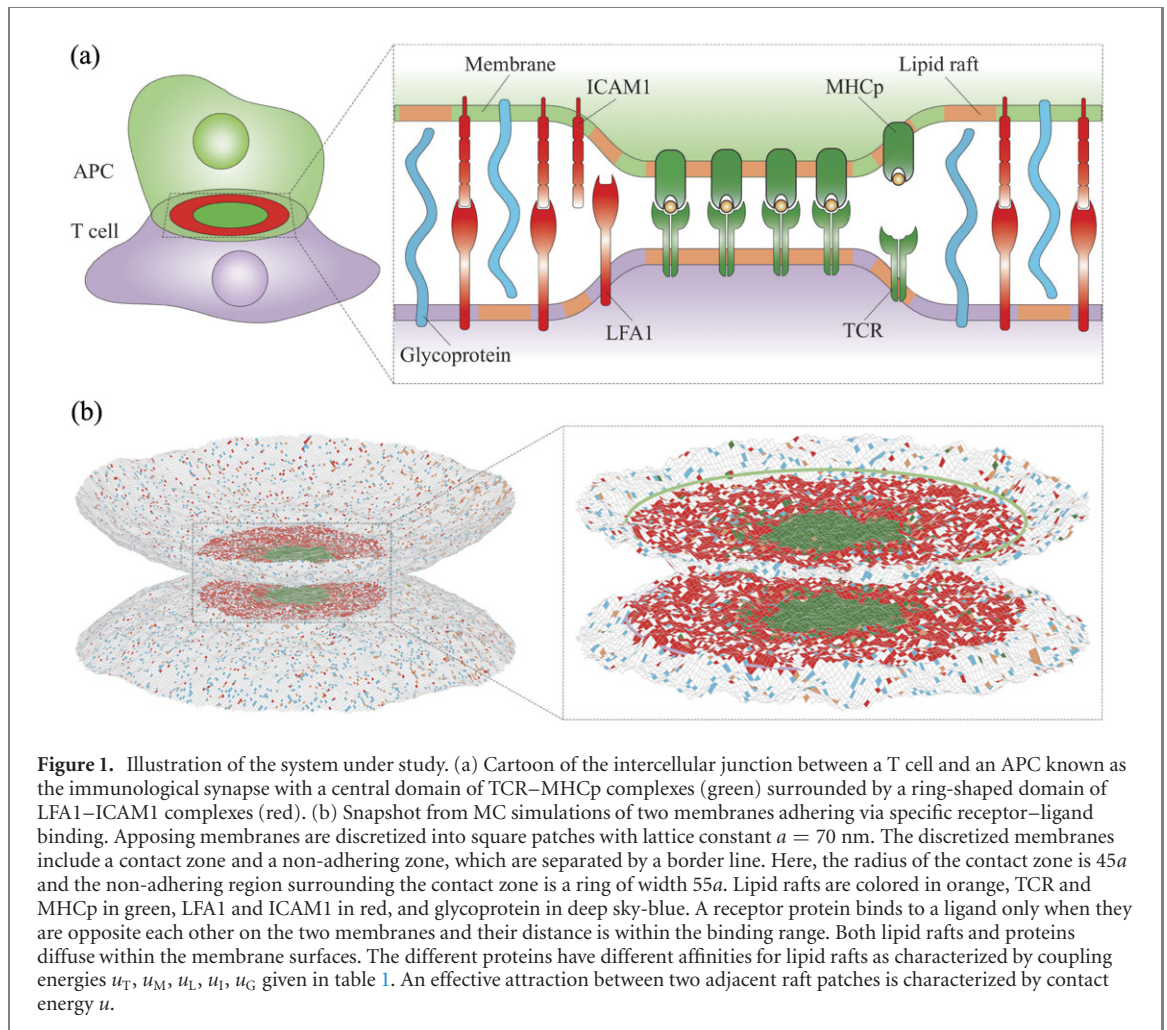 (a)
Membrane
ICAM1
MHCp
Lipid raft
APC
T cell
LFA1
TCR
Glycoprotein
(b)
Figure 1. Illustration of the system under study. (a) Cartoon of the intercellular junction between a T cell and an APC known as
the immunological synapse with a central domain of TCR–MHCp complexes (green) surrounded by a ring-shaped domain of
LFA1–ICAM1 complexes (red). (b) Snapshot from MC simulations of two membranes adhering via specific receptor–ligand
binding. Apposing membranes are discretized into square patches with lattice constant a = 70 nm. The discretized membranes
include a contact zone and a non-adhering zone, which are separated by a border line. Here, the radius of the contact zone is 45a
and the non-adhering region surrounding the contact zone is a ring of width 55a. Lipid rafts are colored in orange, TCR and
MHCp in green, LFA1 and ICAM1 in red, and glycoprotein in deep sky-blue. A receptor protein binds to a ligand only when they
are opposite each other on the two membranes and their distance is within the binding range. Both lipid rafts and proteins
diffuse within the membrane surfaces. The different proteins have different affinities for lipid rafts as characterized by coupling
energies u_T, u_M, u_L, u_I, u_G given in table 1. An effective attraction between two adjacent raft patches is characterized by contact
energy u.